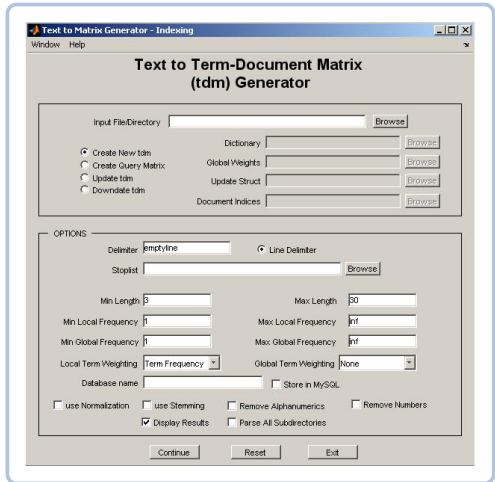 Text to Matrix Generator - Indexing
Window Help
Text to Term-Document Matrix
(tdm) Generator
Input File/Directory Browse
Create New tdm
Create Query Matrix
Update tdm
Downdate tdm
Dictionary Browse
Global Weights Browse
Update Struct Browse
Document Indices Browse
OPTIONS
Delimiter emptyline Line Delimiter
Stoplist Browse
Min Length 3 Max Length 30
Min Local Frequency 1 Max Local Frequency inf
Min Global Frequency 1 Max Global Frequency inf
Local Term Weighting Term Frequency Global Term Weighting None
Database name Store in MySQL
use Normalization use Stemming Remove Alphanumerics Remove Numbers
Display Results Parse All Subdirectories
Continue Reset Exit